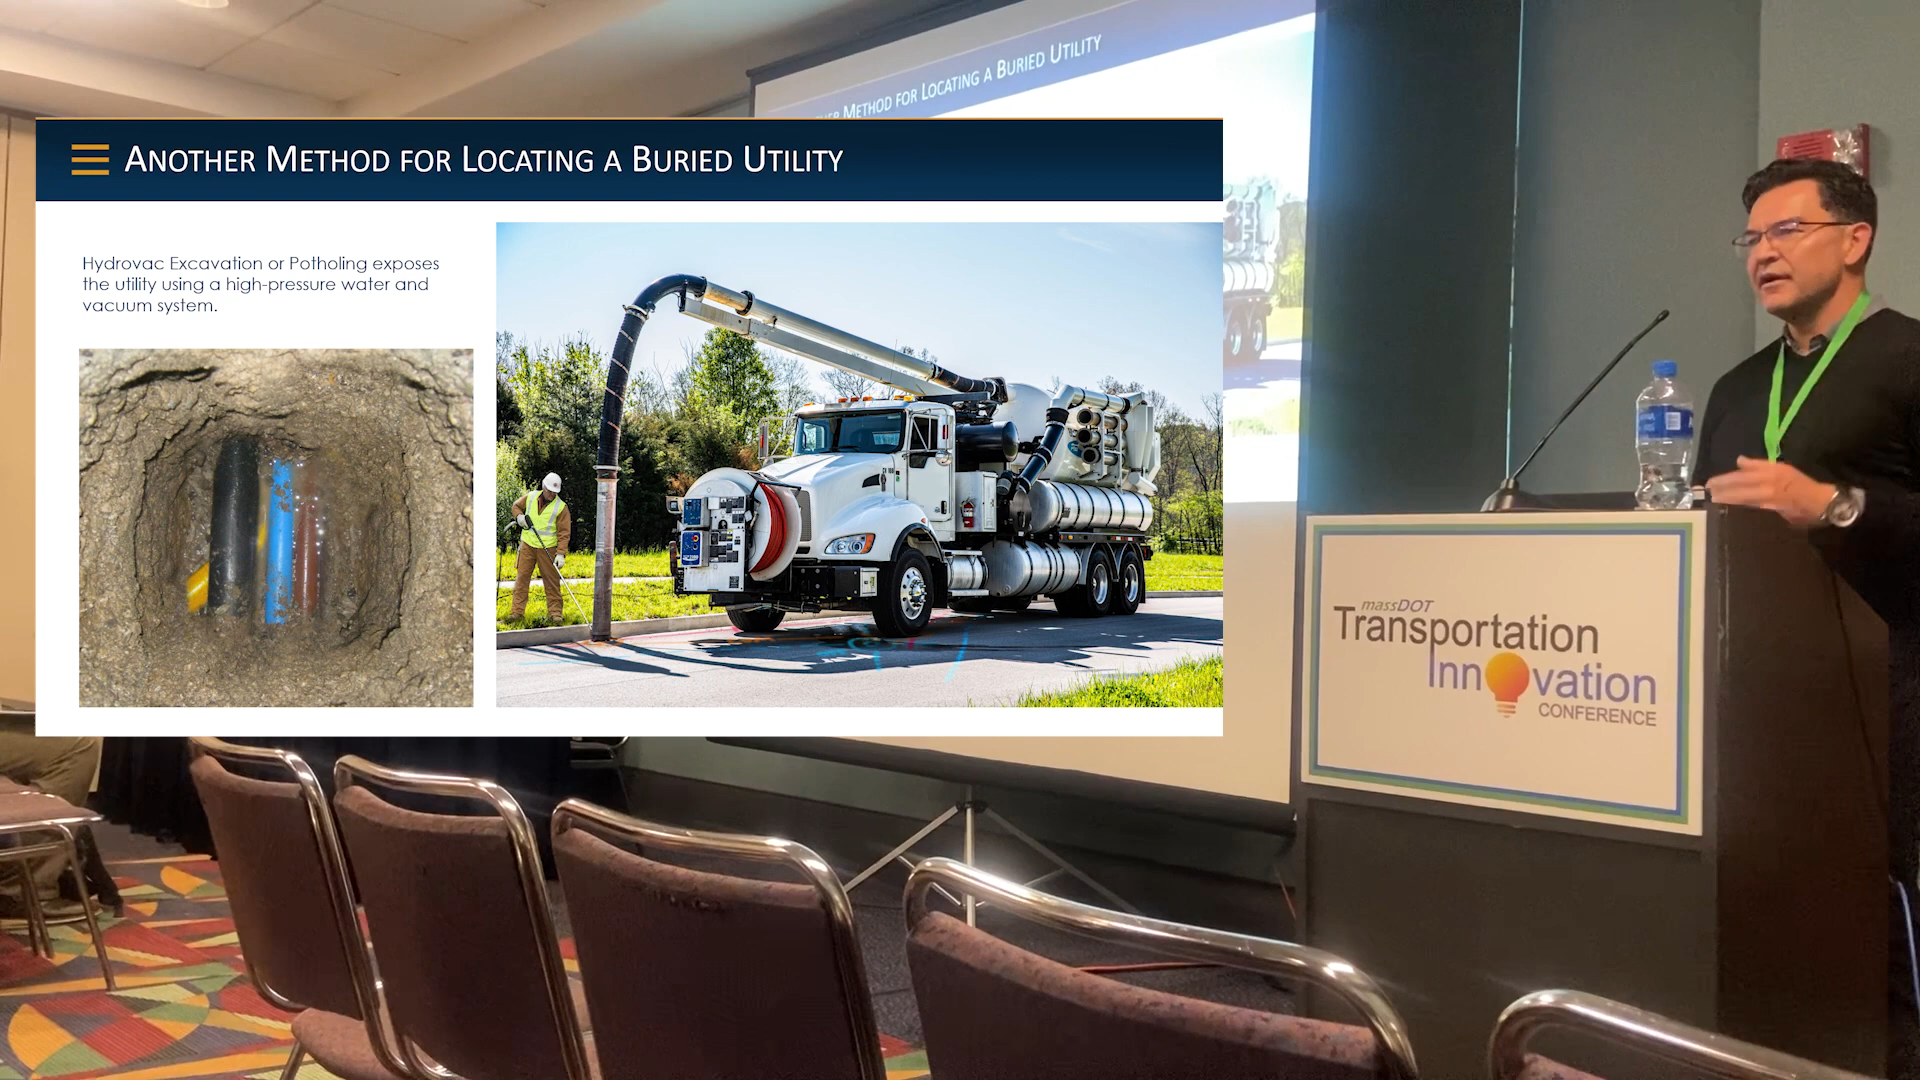 METHOD FOR LOCATING A BURIED UTILITY
ANOTHER METHOD FOR LOCATING A BURIED UTILITY
Hydrovac Excavation or Potholing exposes
the utility using a high-pressure water and
vacuum system.
massDOT
Transportation
Innovation
CONFERENCE